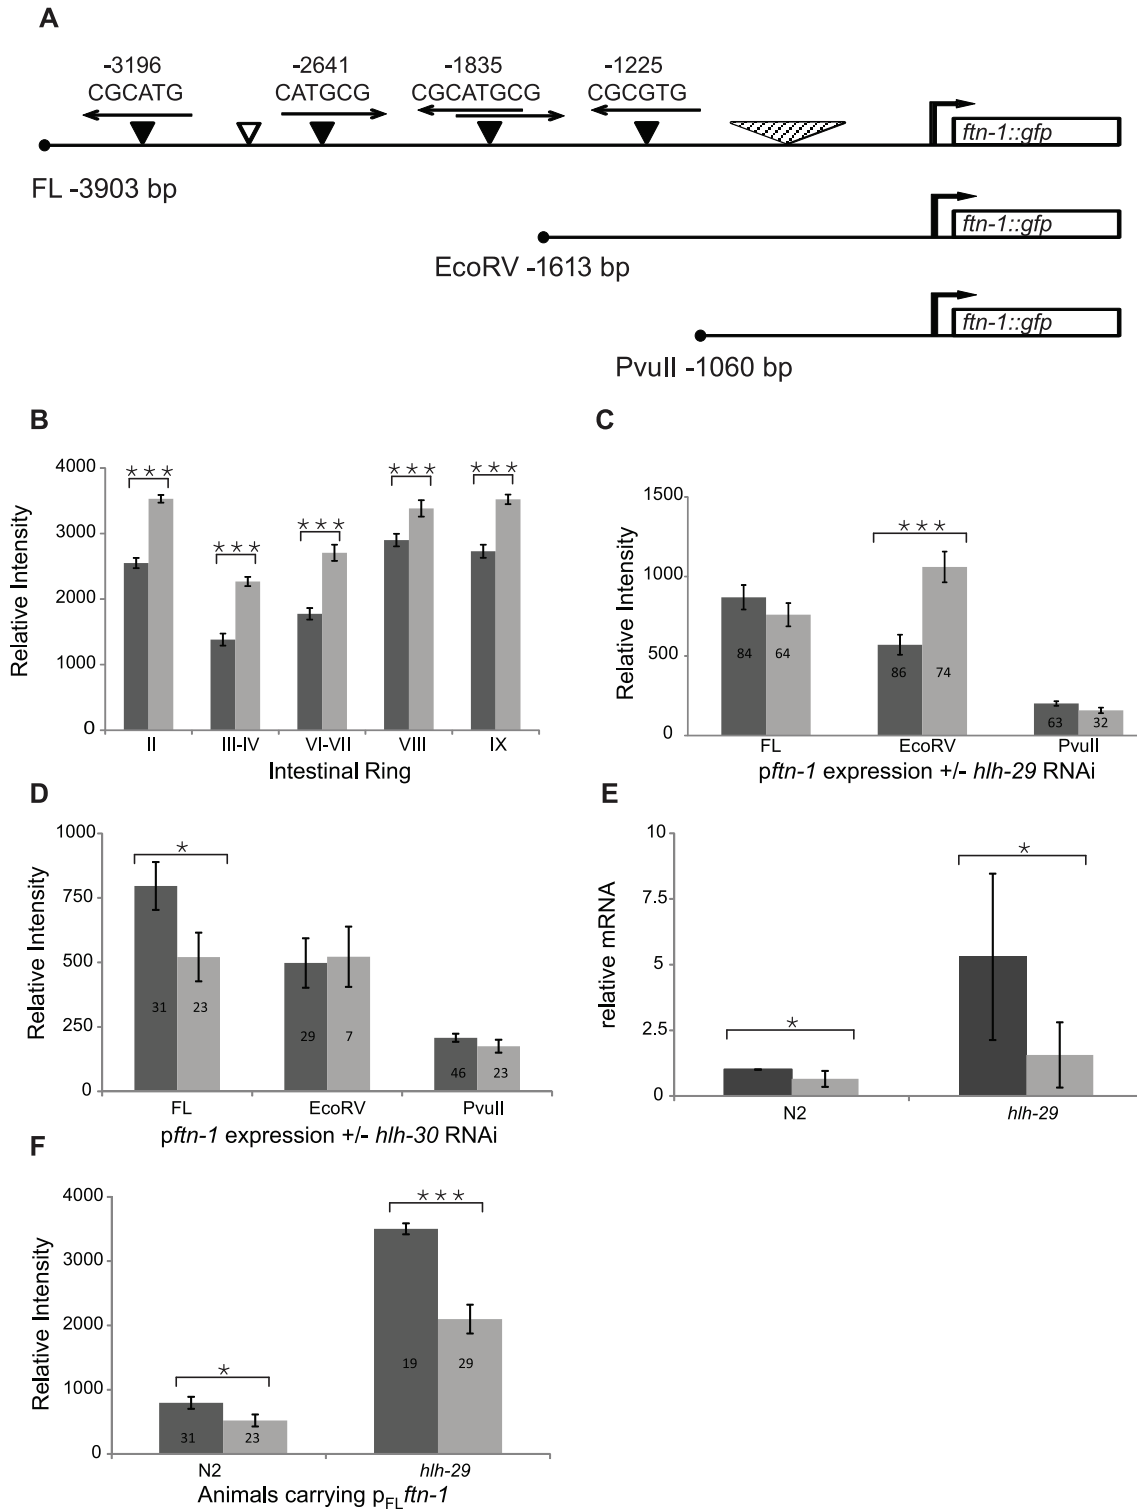 A
-3196 -2641 -1835 -1225
CGCATG CATGCG CGCATGCG CGCGTG
ftn-1::gfp
FL -3903 bp
ftn-1::gfp
EcoRV -1613 bp
ftn-1::gfp
PvuII -1060 bp
B
Relative Intensity
4000
3000
2000
1000
0
*** *** *** *** ***
II III-IV VI-VII VIII IX
Intestinal Ring
C
Relative Intensity
1500
1000
500
0
***
84 64 86 74 63 32
FL EcoRV PvuII
pftn-1 expression +/- hlh-29 RNAi
D
Relative Intensity
1000
750
500
250
0
*
31 23 29 7 46 23
FL EcoRV PvuII
pftn-1 expression +/- hlh-30 RNAi
E
relative mRNA
10
7.5
5
2.5
0
* *
N2 hlh-29
F
Relative Intensity
4000
3000
2000
1000
0
* ***
31 23 19 29
N2 hlh-29
Animals carrying pFLftn-1